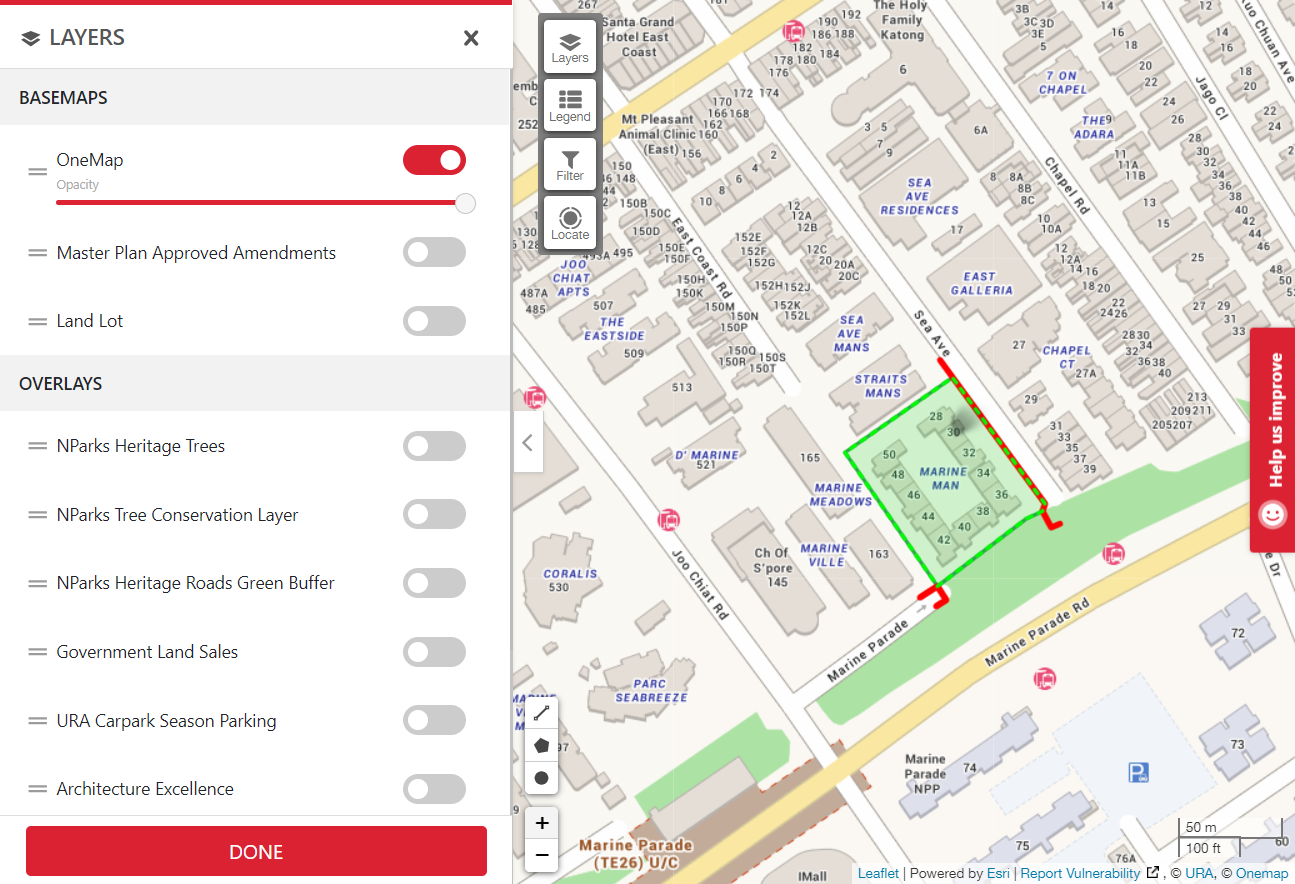 LAYERS
BASEMAPS
OneMap
Opacity
Master Plan Approved Amendments
Land Lot
OVERLAYS
NParks Heritage Trees
NParks Tree Conservation Layer
NParks Heritage Roads Green Buffer
Government Land Sales
URA Carpark Season Parking
Architecture Excellence
DONE
Layers
Legend
Filter
Locate
267
Santa Grand
Hotel East
Coast
The Holy
Family
Katong
192
190
186 188
182
178 180 184
176
172 174
170
166 168
162
Mt Pleasant
Animal Clinic 160
(East) 156
252
150
148
150B
150C
150D
150E
150F
150H
150K
150M
150N
150P
150Q
150S
150R
150T
10
8
6
4
2
East Coast Rd
152E
152F
152G
152H
152J
152K
152L
12
12A
12B
12C
20
20A
20C
6
3 5
7
9
6A
SEA
AVE
RESIDENCES
17
EAST
GALLERIA
Sea Ave
Chapel Rd
7 ON
CHAPEL
THE
ADARA
9
3B
3C
3D
3E
5
14
16
18
20
22
24
26
28
30
32
34
36
38
40
42
44
46
11
11A
11B
13
15
25
8
8A
8B
8C
10
10A
12
12A
14 16
18 20
22
24 26
28 30
32 34
36 38
40
27
CHAPEL
CT
27A
29
31
33
35
37
39
213
209 211
205 207
27 29
31
33
48
50
12
14
16
18
20
22
24
Jago Cl
Kuo Chuan Ave
130
128
493A 495
JOO
CHIAT
APTS
487A
485
507
THE
EASTSIDE
509
513
D' MARINE
521
SEA
AVE
MANS
STRAITS
MANS
165
MARINE
MEADOWS
MARINE
VILLE
163
Ch Of
S'pore
145
28
30
32
34
36
38
40
42
44
46
48
50
MARINE
MAN
CORALIS
530
Joo Chiat Rd
Marine Parade
Marine Parade Rd
PARC
SEABREEZE
97
Marine
Parade
NPP
74
72
73
75
76A
60
P
Marine Parade
(TE26) U/C
IMall
Help us improve
+
−
50 m
100 ft
Leaflet | Powered by Esri | Report Vulnerability , © URA, © Onemap